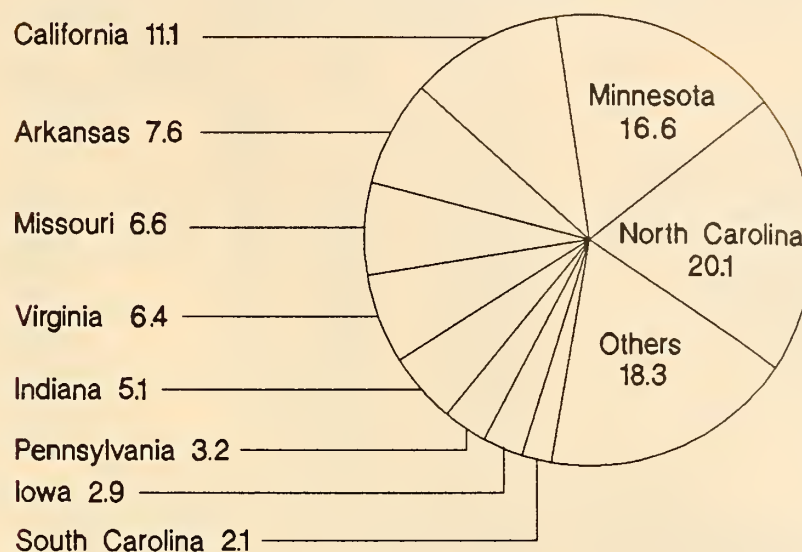 California 11.1
Arkansas 7.6
Missouri 6.6
Virginia 6.4
Indiana 5.1
Pennsylvania 3.2
Iowa 2.9
South Carolina 2.1
Minnesota
16.6
North Carolina
20.1
Others
18.3